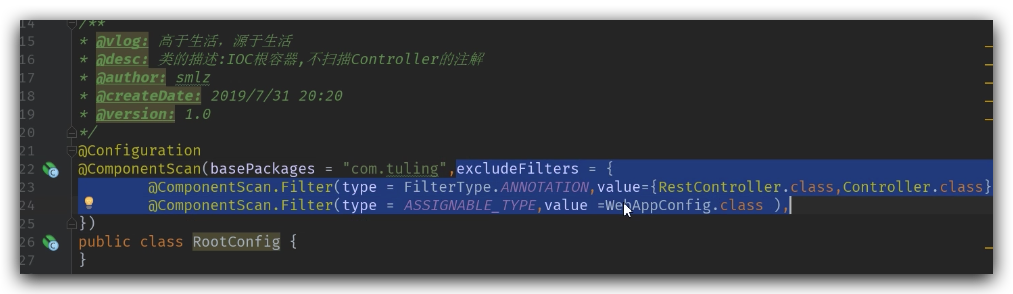 14 /**
15 * @vlog: 高于生活，源于生活
16 * @desc: 类的描述:IOC根容器,不扫描Controller的注解
17 * @author: smlz
18 * @createDate: 2019/7/31 20:20
19 * @version: 1.0
20 */
21 @Configuration
22 @ComponentScan(basePackages = "com.tuling",excludeFilters = {
23 @ComponentScan.Filter(type = FilterType.ANNOTATION,value={RestController.class,Controller.class}
24 @ComponentScan.Filter(type = ASSIGNABLE_TYPE,value =WebAppConfig.class ),
25 })
26 public class RootConfig {
27 }